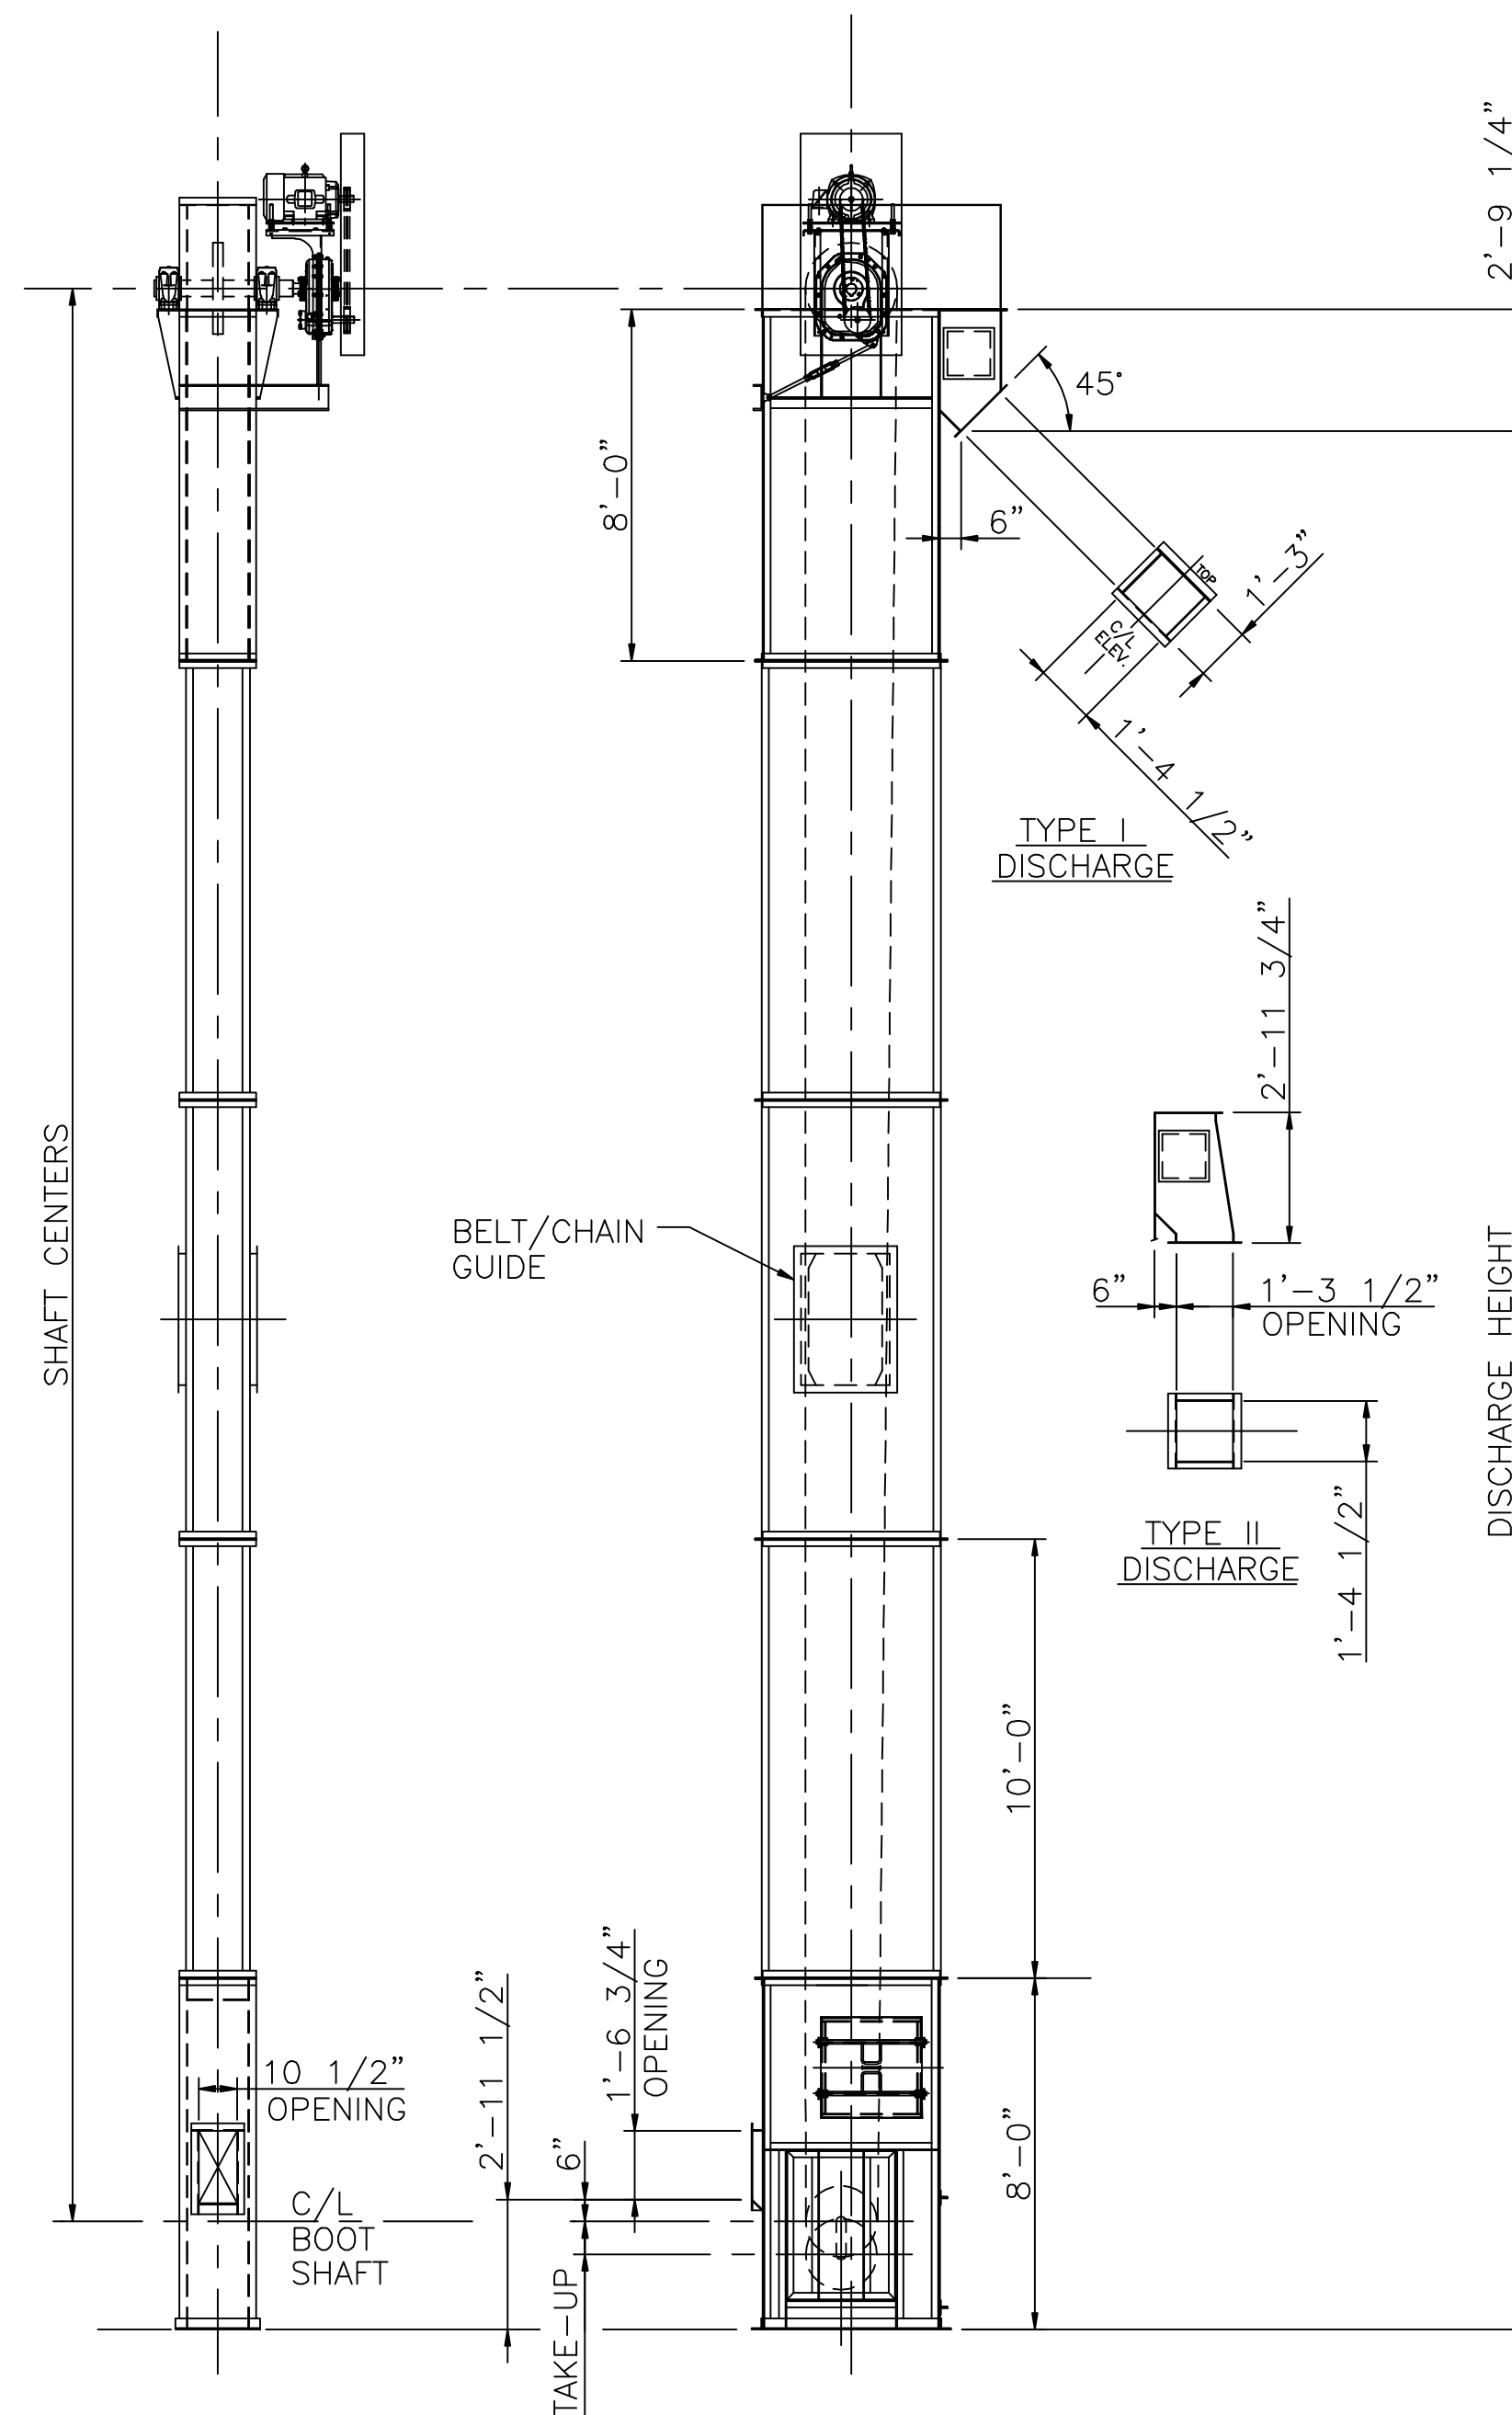 2'-9 1/4"
45°
8'-0"
6"
TOP
1'-3"
C/L
ELEV.
1'-4 1/2"
TYPE I
DISCHARGE
2'-11 3/4"
SHAFT CENTERS
BELT/CHAIN
GUIDE
6"
1'-3 1/2"
OPENING
DISCHARGE HEIGHT
1'-4 1/2"
TYPE II
DISCHARGE
10'-0"
1'-6 3/4"
OPENING
2'-11 1/2"
10 1/2"
OPENING
6"
8'-0"
C/L
BOOT
SHAFT
TAKE-UP